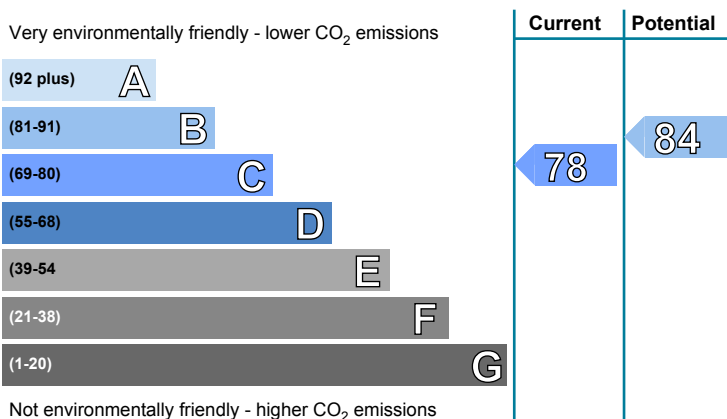 Very environmentally friendly - lower CO₂ emissions
Current
Potential
(92 plus) A
(81-91) B
(69-80) C
(55-68) D
(39-54 E
(21-38) F
(1-20) G
78
84
Not environmentally friendly - higher CO₂ emissions